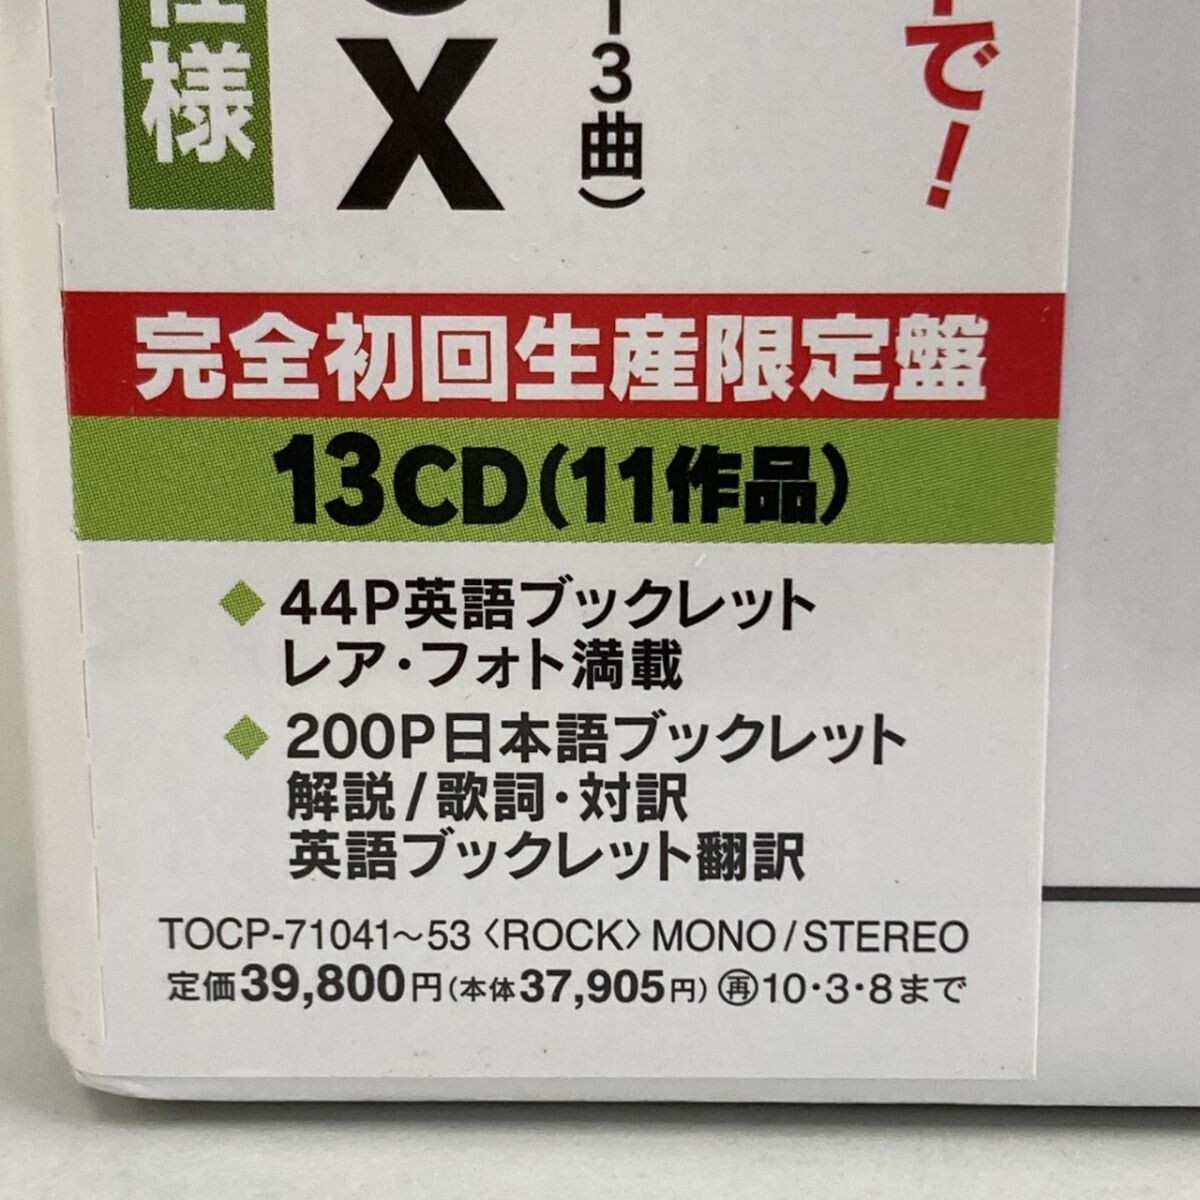 様
X
3曲)
で!
完全初回生産限定盤
13CD(11作品)
◆ 44P英語ブックレット
レア・フォト満載
◆ 200P日本語ブックレット
解説/歌詞・対訳
英語ブックレット翻訳
TOCP-71041~53〈ROCK〉MONO/STEREO
定価39,800円(本体37,905円) ㊢10・3・8まで